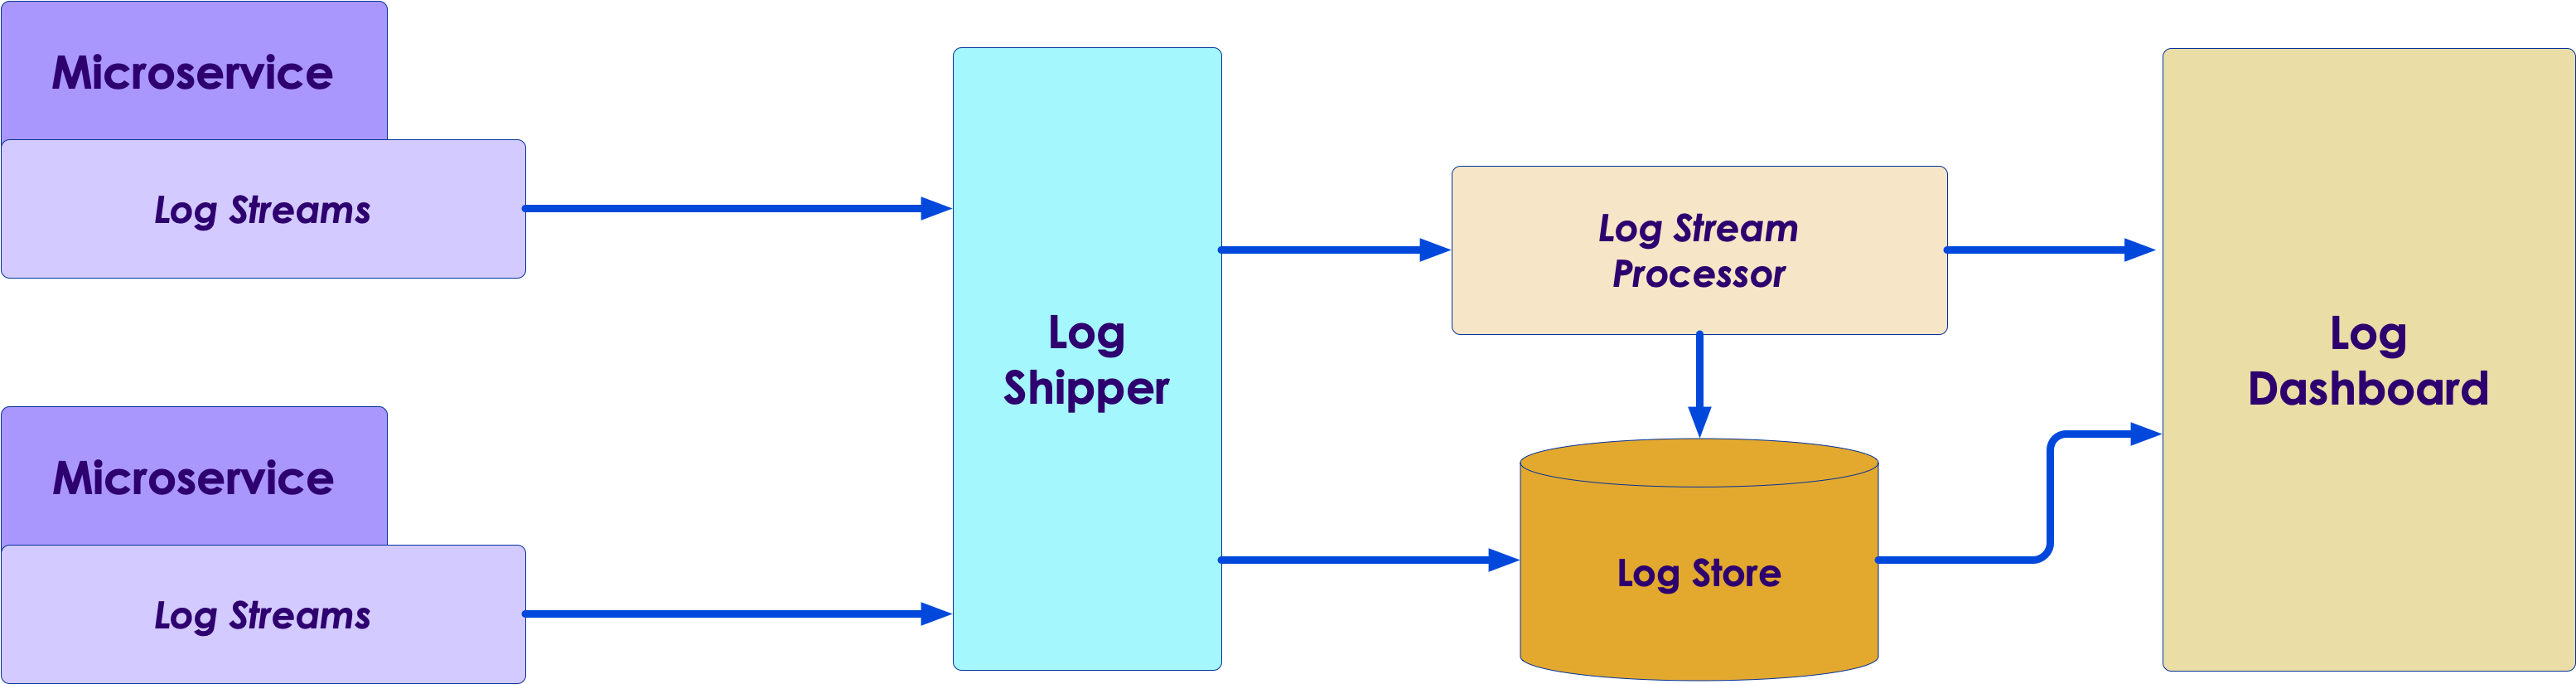 Microservice
Log Streams
Microservice
Log Streams
Log
Shipper
Log Stream
Processor
Log Store
Log
Dashboard